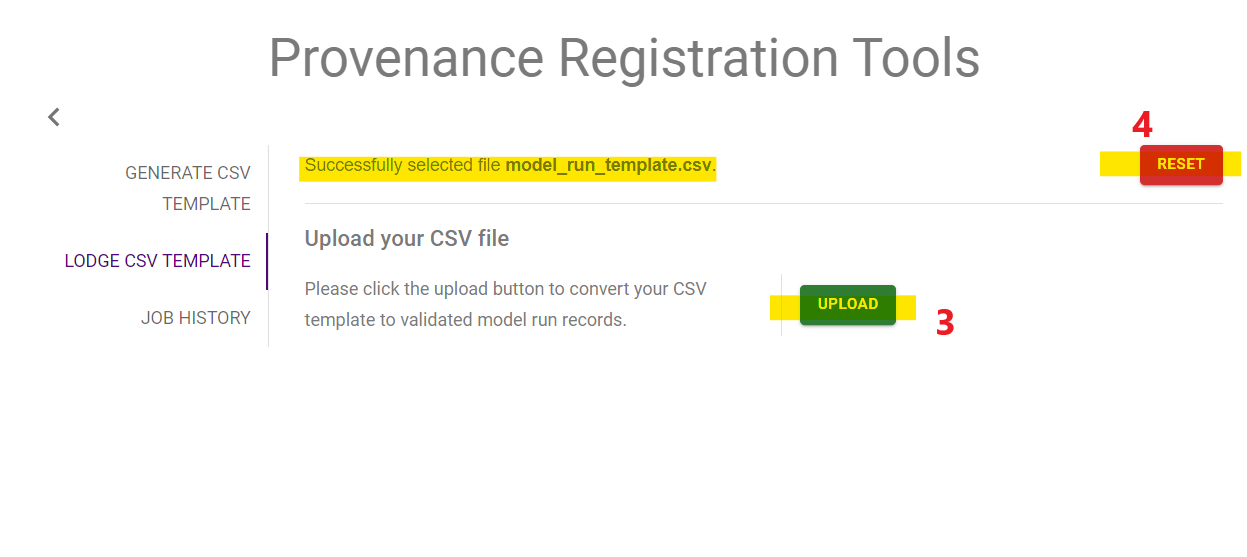 Provenance Registration Tools
4
GENERATE CSV
TEMPLATE
LODGE CSV TEMPLATE
JOB HISTORY
Successfully selected file model_run_template.csv.
RESET
Upload your CSV file
Please click the upload button to convert your CSV
template to validated model run records.
UPLOAD
3